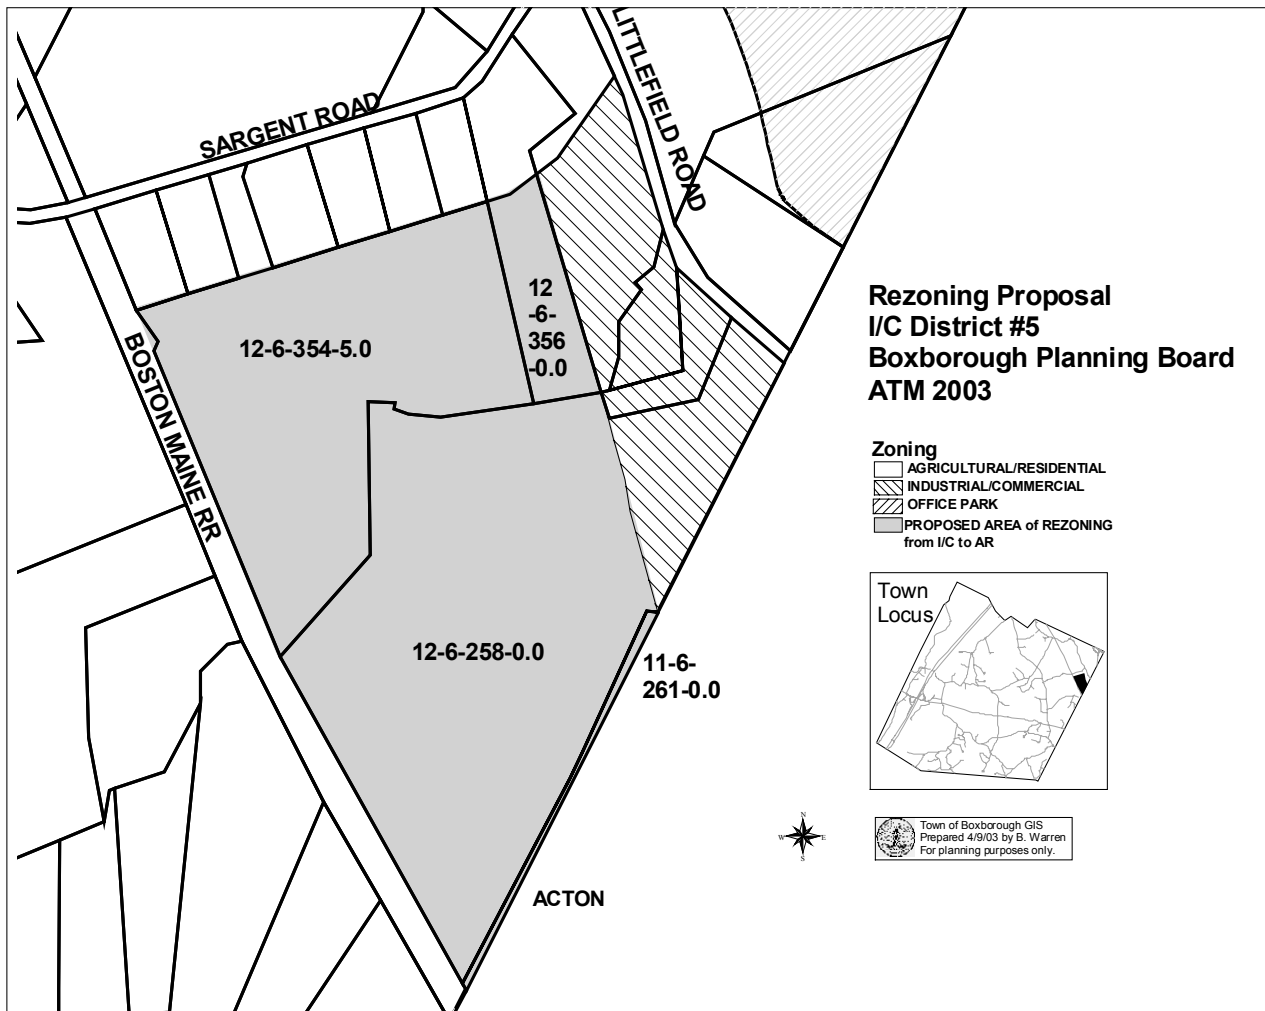 SARGENT ROAD
LITTLEFIELD ROAD
BOSTON MAINE RR
12-6-354-5.0
12
-6-
356
-0.0
12-6-258-0.0
11-6-
261-0.0
ACTON
Rezoning Proposal
I/C District #5
Boxborough Planning Board
ATM 2003
Zoning
AGRICULTURAL/RESIDENTIAL
INDUSTRIAL/COMMERCIAL
OFFICE PARK
PROPOSED AREA of REZONING
from I/C to AR
Town
Locus
N
W E
S
Town of Boxborough GIS
Prepared 4/9/03 by B. Warren
For planning purposes only.